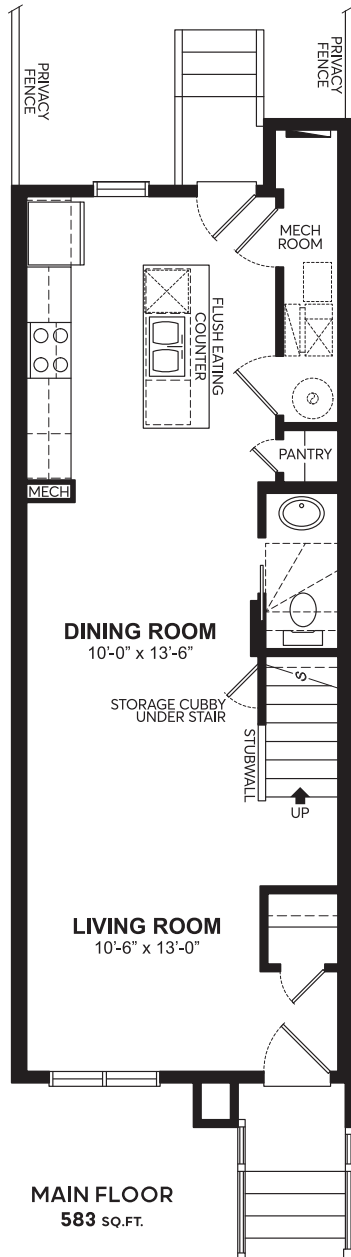 PRIVACY
FENCE
PRIVACY
FENCE
MECH
ROOM
FLUSH EATING
COUNTER
PANTRY
MECH
DINING ROOM
10'-0" x 13'-6"
STORAGE CUBBY
UNDER STAIR
S
STUBWALL
UP
LIVING ROOM
10'-6" x 13'-0"
MAIN FLOOR
583 SQ.FT.